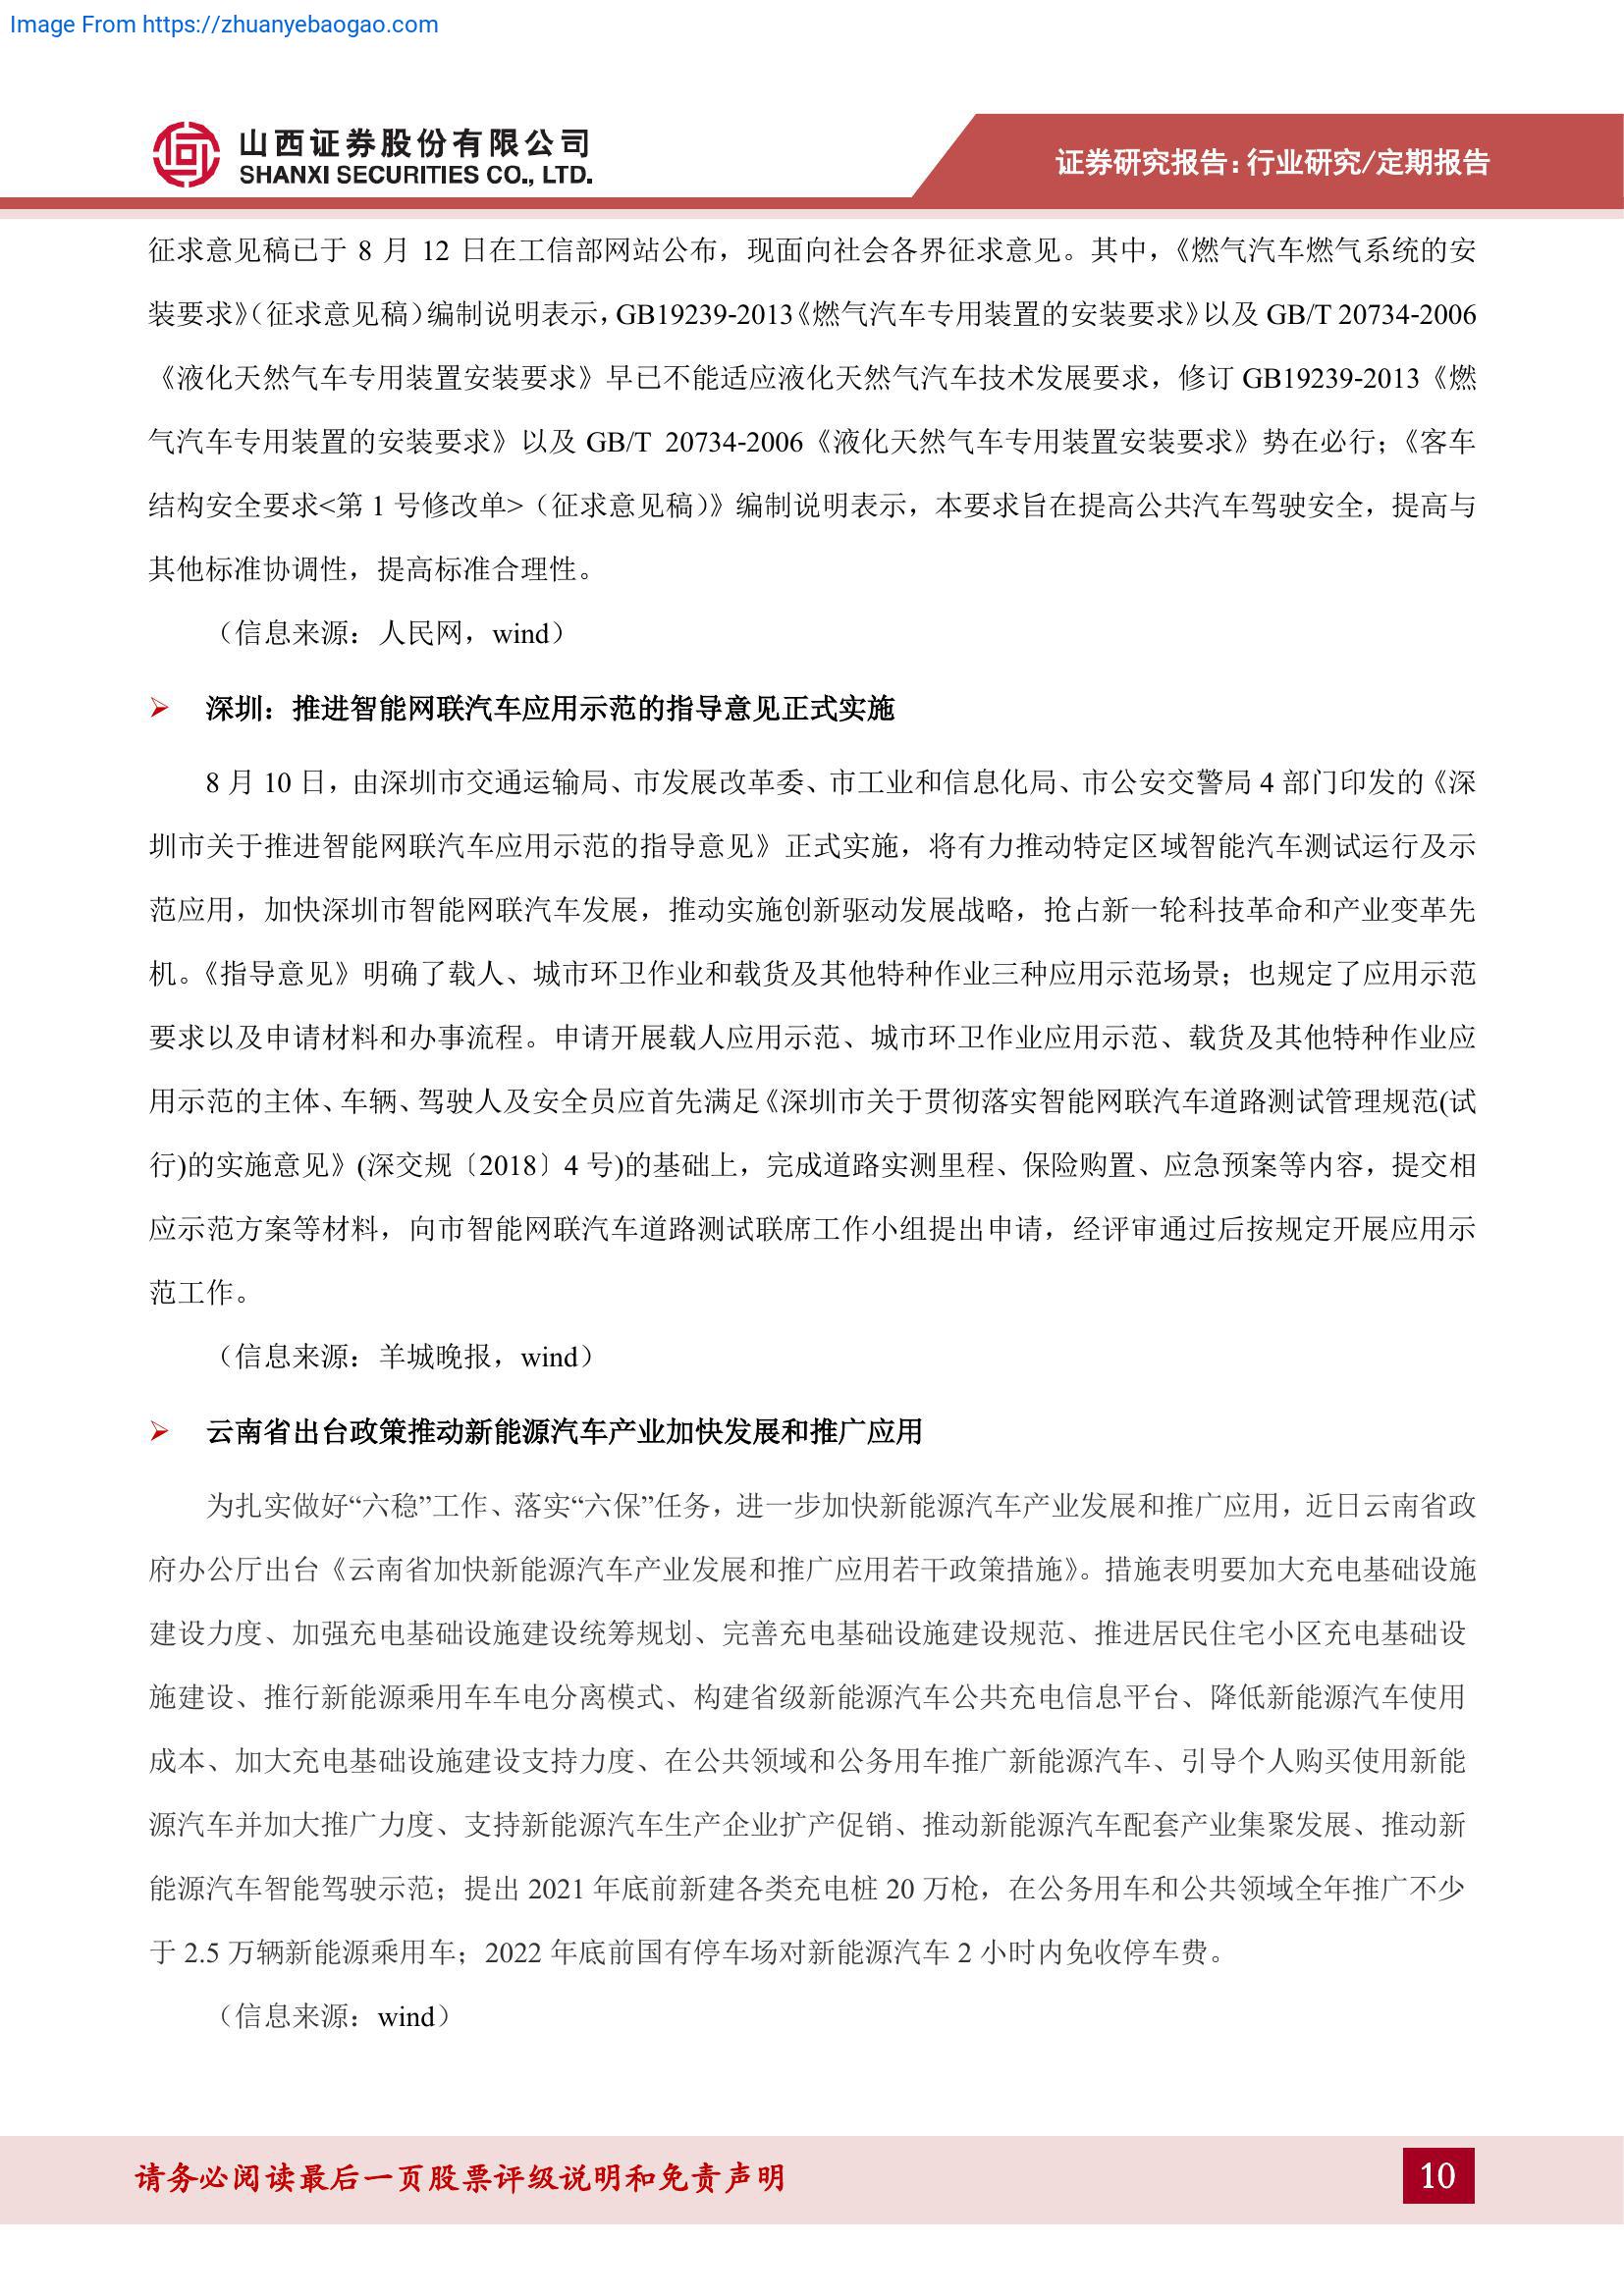 Image From https://zhuanyebaogao.com
山西证券股份有限公司
SHANXI SECURITIES CO., LTD.
证券研究报告：行业研究/定期报告
征求意见稿已于 8 月 12 日在工信部网站公布，现面向社会各界征求意见。其中，《燃气汽车燃气系统的安
装要求》（征求意见稿）编制说明表示，GB19239-2013《燃气汽车专用装置的安装要求》以及 GB/T 20734-2006
《液化天然气车专用装置安装要求》早已不能适应液化天然气汽车技术发展要求，修订 GB19239-2013《燃
气汽车专用装置的安装要求》以及 GB/T 20734-2006《液化天然气车专用装置安装要求》势在必行；《客车
结构安全要求<第 1 号修改单>（征求意见稿）》编制说明表示，本要求旨在提高公共汽车驾驶安全，提高与
其他标准协调性，提高标准合理性。
（信息来源：人民网，wind）
➢ 深圳：推进智能网联汽车应用示范的指导意见正式实施
8 月 10 日，由深圳市交通运输局、市发展改革委、市工业和信息化局、市公安交警局 4 部门印发的《深
圳市关于推进智能网联汽车应用示范的指导意见》正式实施，将有力推动特定区域智能汽车测试运行及示
范应用，加快深圳市智能网联汽车发展，推动实施创新驱动发展战略，抢占新一轮科技革命和产业变革先
机。《指导意见》明确了载人、城市环卫作业和载货及其他特种作业三种应用示范场景；也规定了应用示范
要求以及申请材料和办事流程。申请开展载人应用示范、城市环卫作业应用示范、载货及其他特种作业应
用示范的主体、车辆、驾驶人及安全员应首先满足《深圳市关于贯彻落实智能网联汽车道路测试管理规范(试
行)的实施意见》(深交规〔2018〕4 号)的基础上，完成道路实测里程、保险购置、应急预案等内容，提交相
应示范方案等材料，向市智能网联汽车道路测试联席工作小组提出申请，经评审通过后按规定开展应用示
范工作。
（信息来源：羊城晚报，wind）
➢ 云南省出台政策推动新能源汽车产业加快发展和推广应用
为扎实做好“六稳”工作、落实“六保”任务，进一步加快新能源汽车产业发展和推广应用，近日云南省政
府办公厅出台《云南省加快新能源汽车产业发展和推广应用若干政策措施》。措施表明要加大充电基础设施
建设力度、加强充电基础设施建设统筹规划、完善充电基础设施建设规范、推进居民住宅小区充电基础设
施建设、推行新能源乘用车车电分离模式、构建省级新能源汽车公共充电信息平台、降低新能源汽车使用
成本、加大充电基础设施建设支持力度、在公共领域和公务用车推广新能源汽车、引导个人购买使用新能
源汽车并加大推广力度、支持新能源汽车生产企业扩产促销、推动新能源汽车配套产业集聚发展、推动新
能源汽车智能驾驶示范；提出 2021 年底前新建各类充电桩 20 万枪，在公务用车和公共领域全年推广不少
于 2.5 万辆新能源乘用车；2022 年底前国有停车场对新能源汽车 2 小时内免收停车费。
（信息来源：wind）
请务必阅读最后一页股票评级说明和免责声明
10